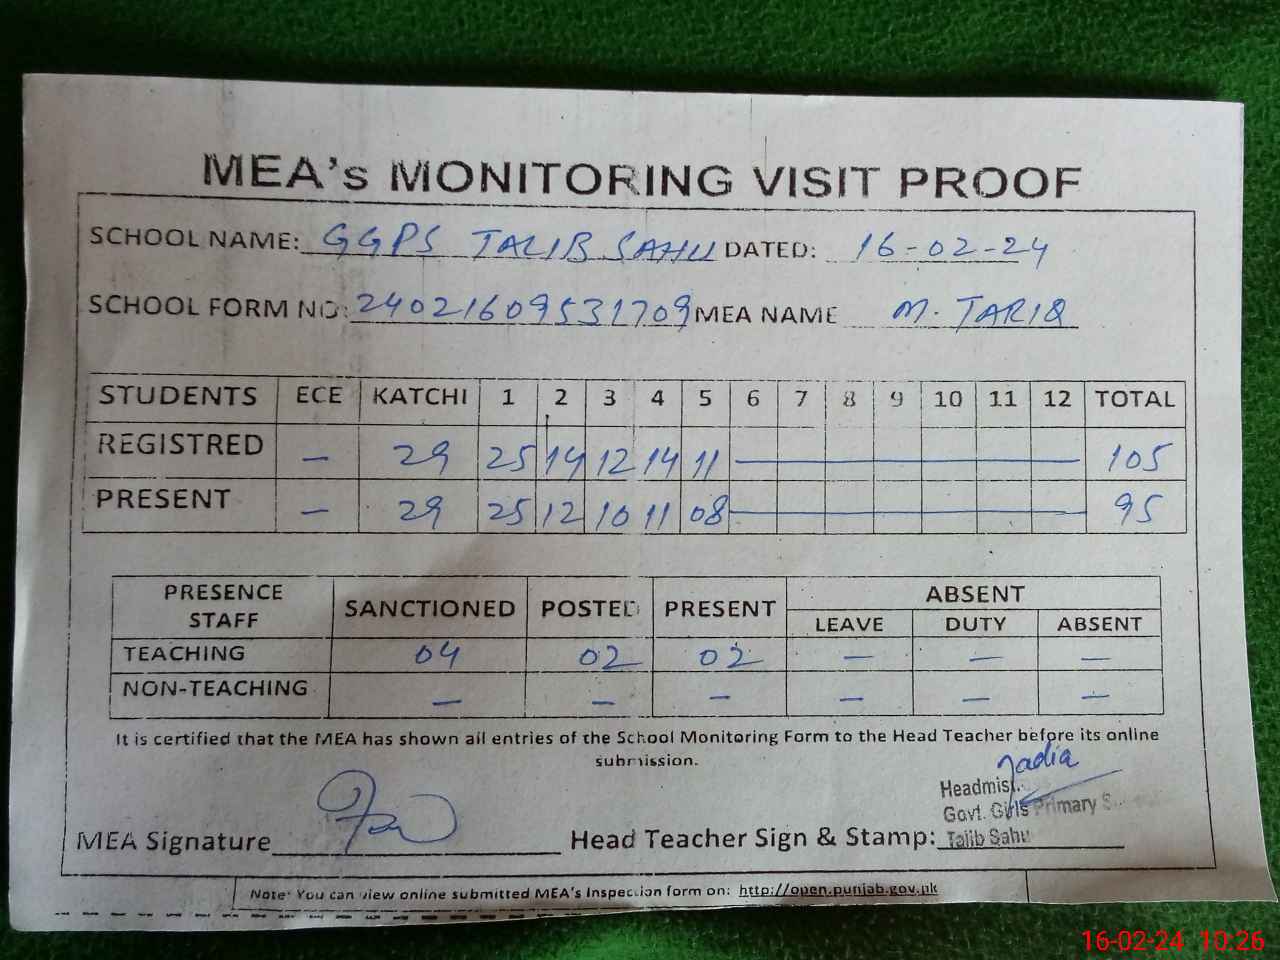 MEA's MONITORING VISIT PROOF
SCHOOL NAME: GGPS TALIB SAHU DATED: 16-02-24
SCHOOL FORM NO: 24021609531709 MEA NAME M. TARIQ
STUDENTS ECE KATCHI 1 2 3 4 5 6 7 8 9 10 11 12 TOTAL
REGISTRED - 29 25 14 12 14 11 105
PRESENT - 29 25 12 10 11 08 95
PRESENCE STAFF SANCTIONED POSTED PRESENT ABSENT
LEAVE DUTY ABSENT
TEACHING 04 02 02 - - -
NON-TEACHING - - - - - -
It is certified that the MEA has shown all entries of the School Monitoring Form to the Head Teacher before its online
submission.
Nadia
Headmist.
Govt. Girls Primary S
MEA Signature Head Teacher Sign & Stamp: Talib Sahu
Note: You can view online submitted MEA's Inspection form on: http://open.punjab.gov.pk
16-02-24 10:26